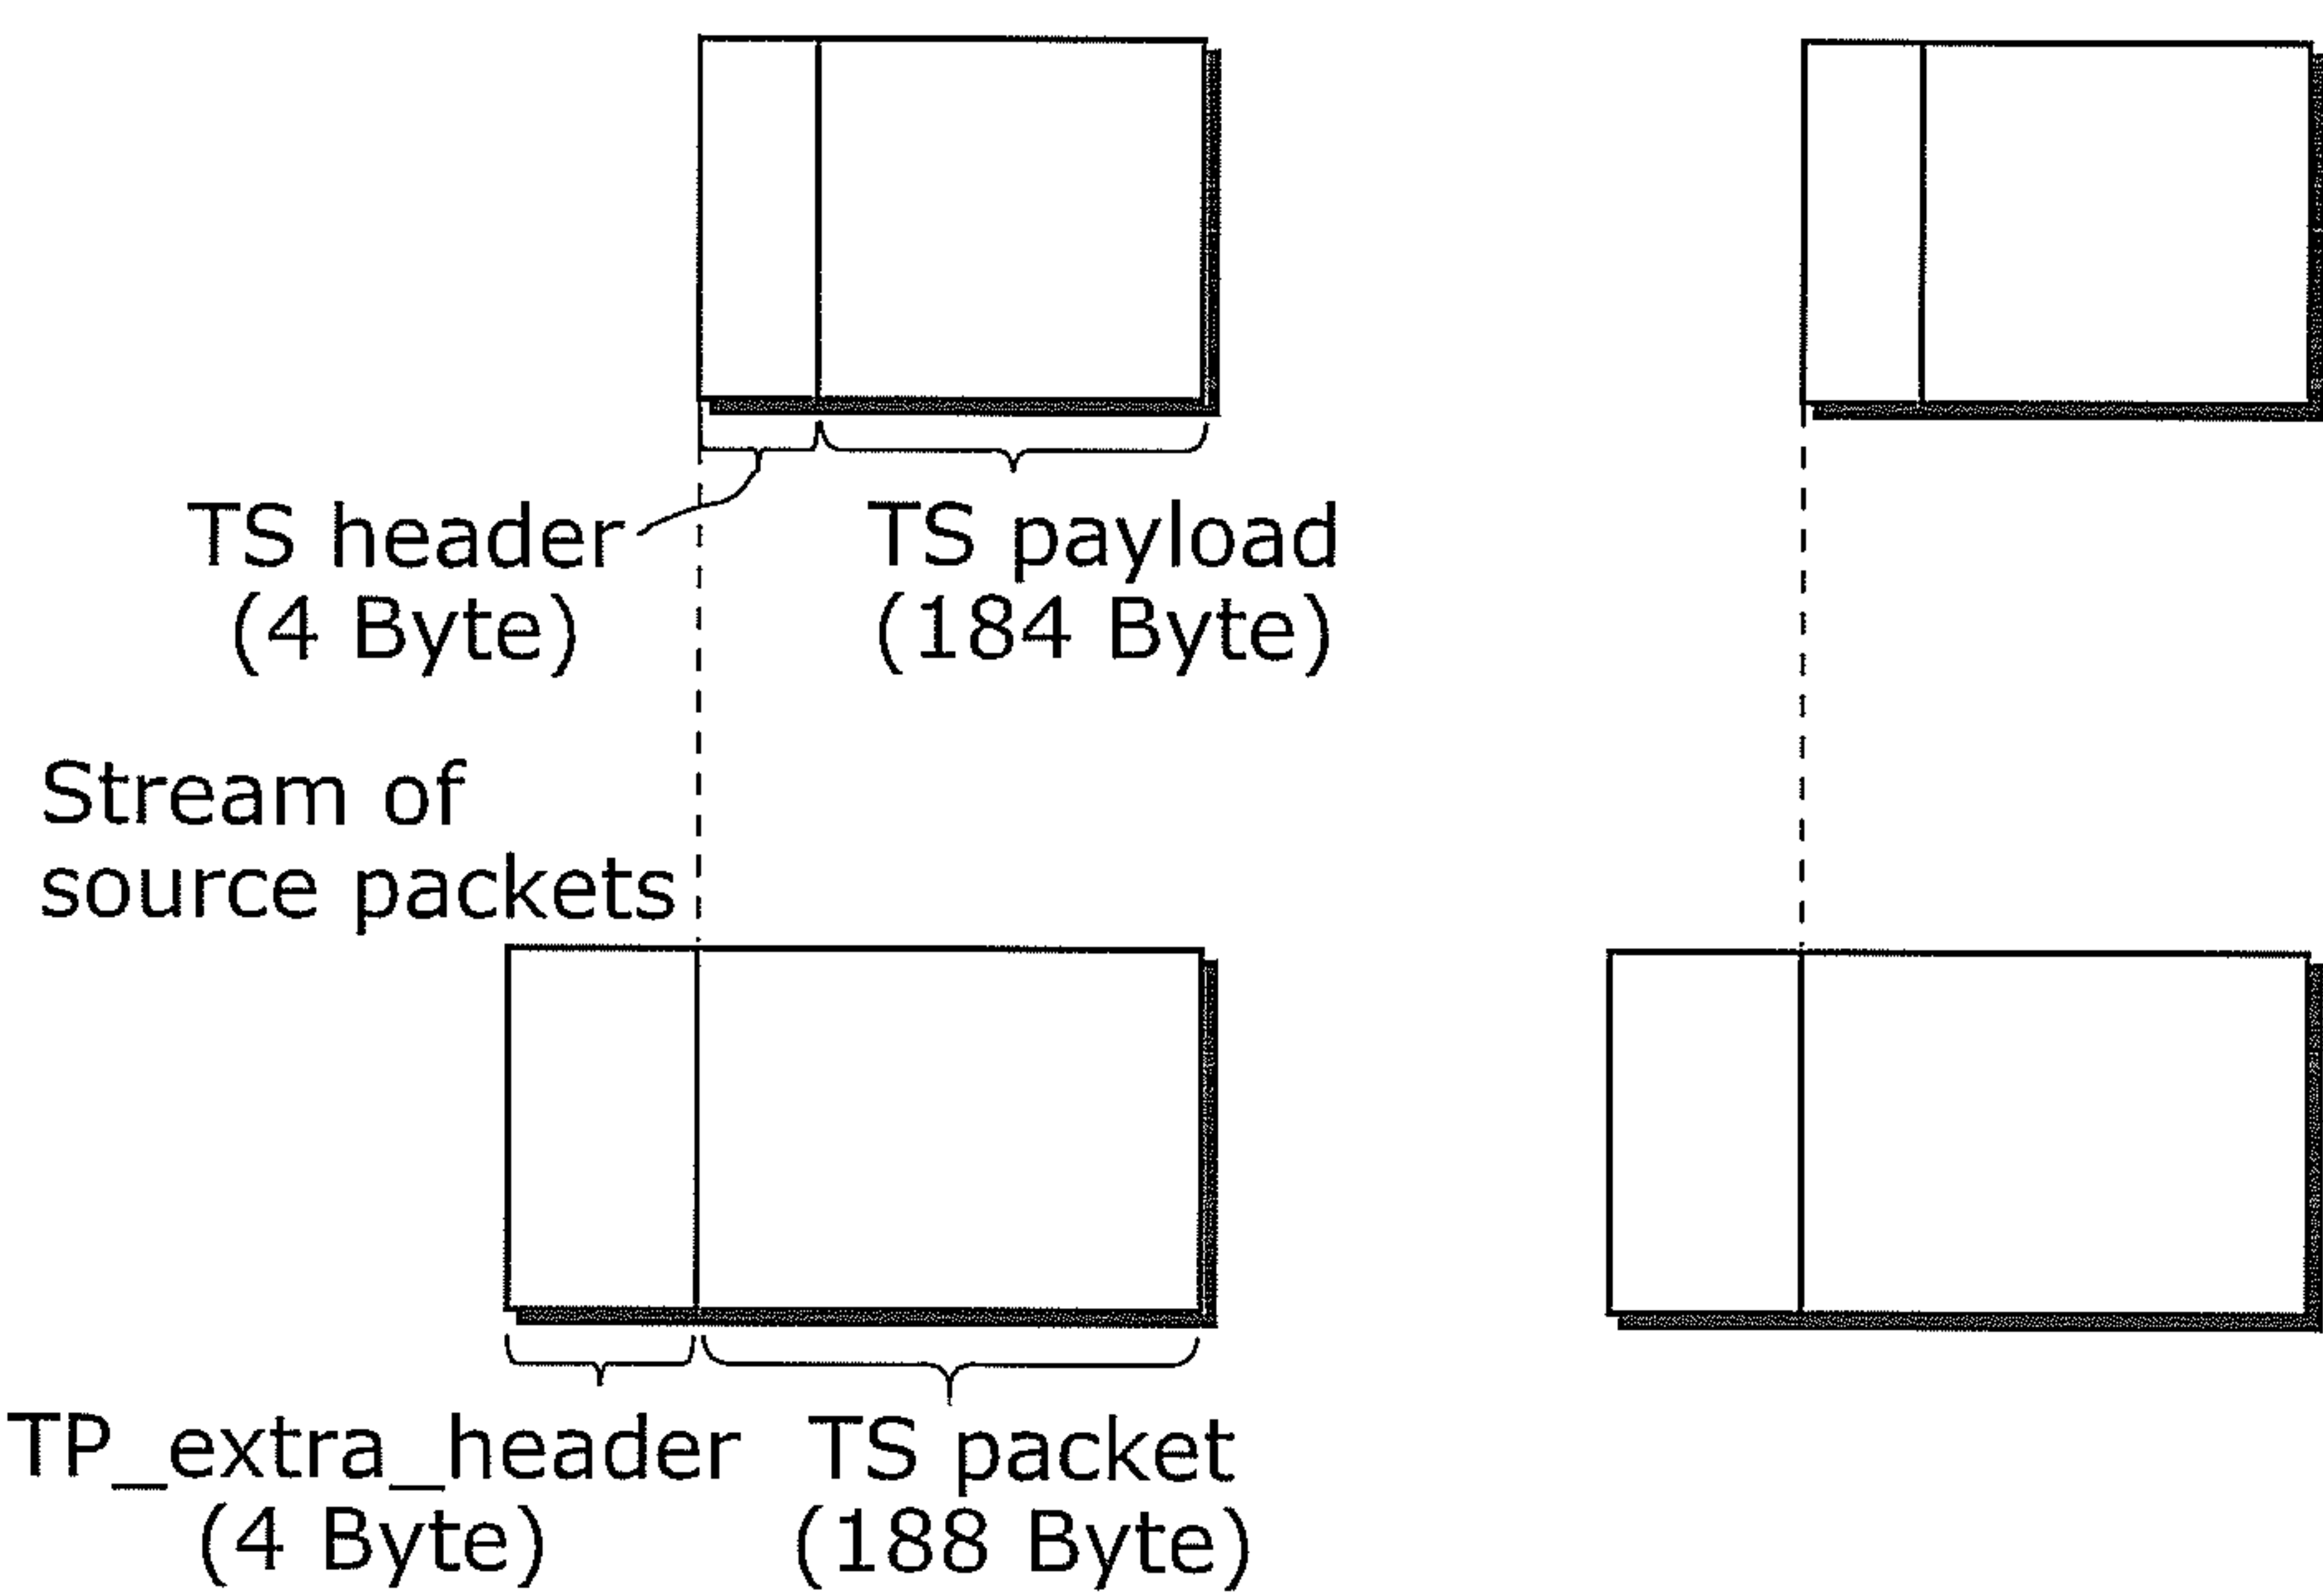 TS header
(4 Byte)
TS payload
(184 Byte)
Stream of
source packets
TP_extra_header
(4 Byte)
TS packet
(188 Byte)